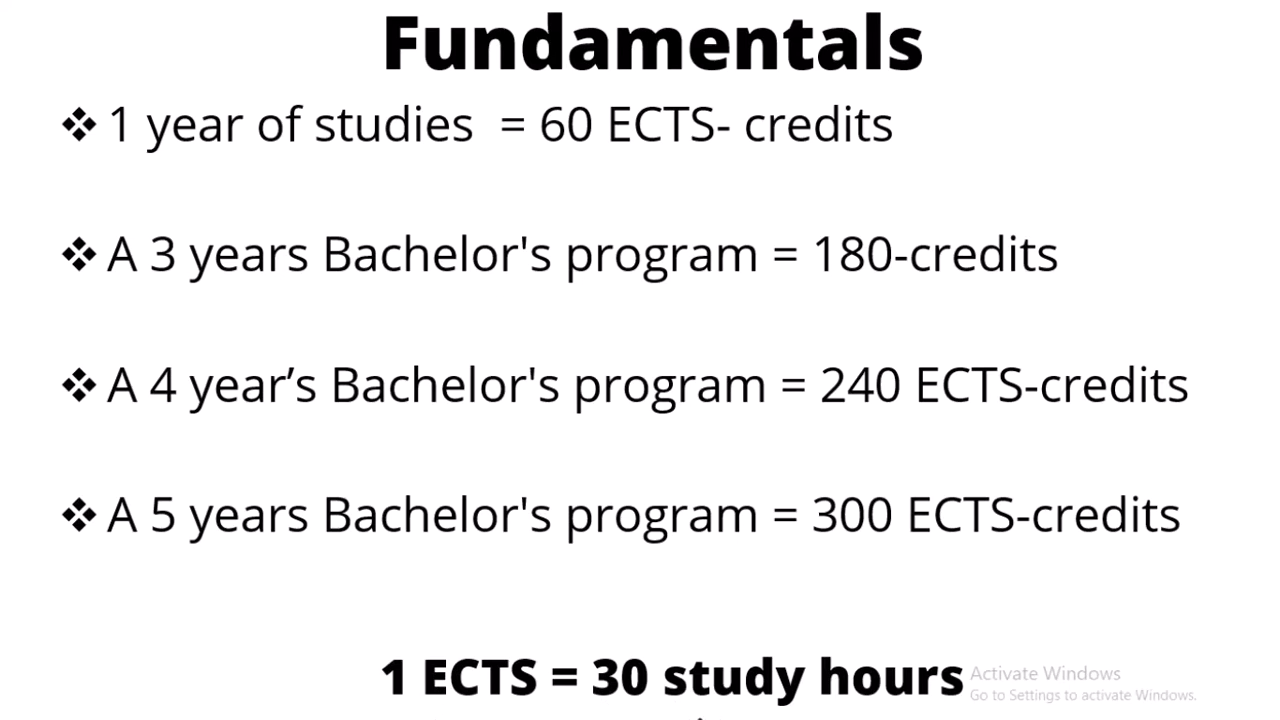 Fundamentals
❖ 1 year of studies = 60 ECTS- credits
❖ A 3 years Bachelor's program = 180-credits
❖ A 4 year’s Bachelor's program = 240 ECTS-credits
❖ A 5 years Bachelor's program = 300 ECTS-credits
1 ECTS = 30 study hours
Activate Windows
Go to Settings to activate Windows.